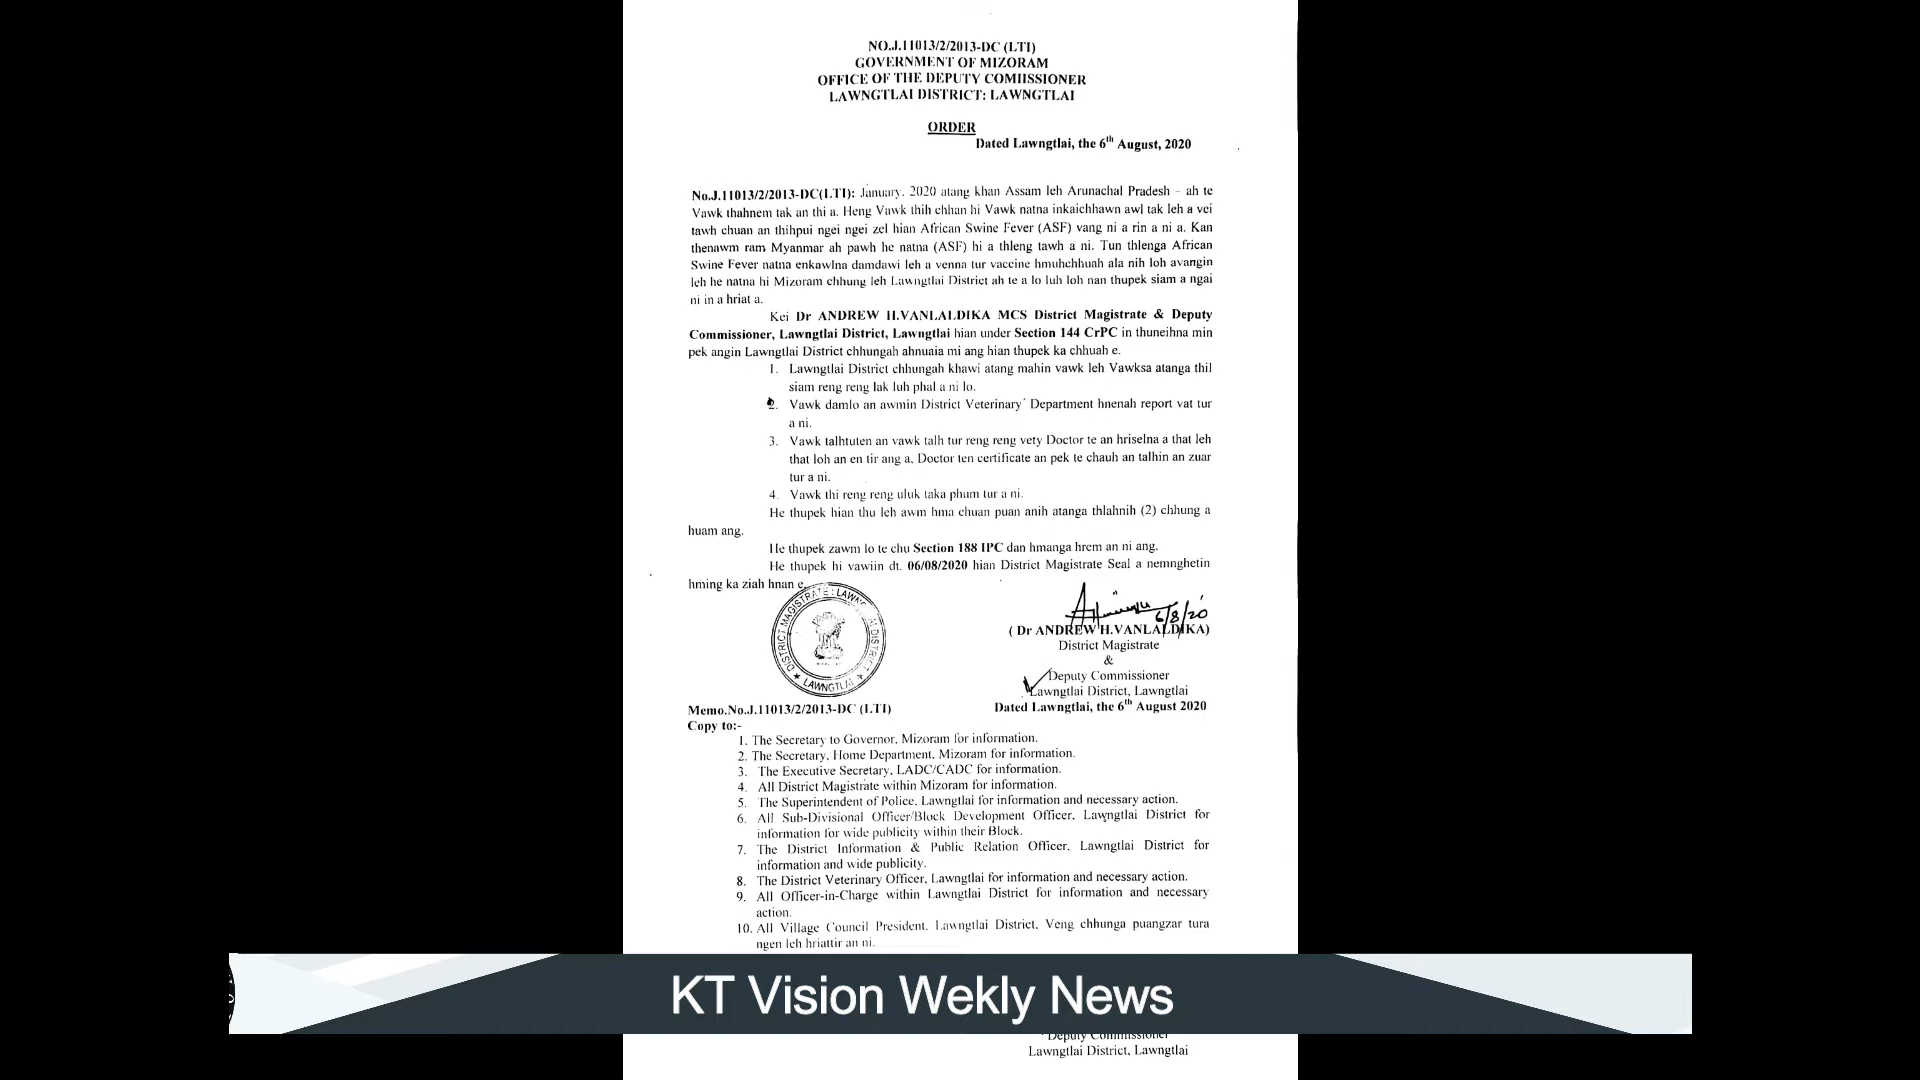 NO.J.11013/2/2013-DC (LTI)
GOVERNMENT OF MIZORAM
OFFICE OF THE DEPUTY COMIISSIONER
LAWNGTLAI DISTRICT: LAWNGTLAI
ORDER
Dated Lawngtlai, the 6th August, 2020
No.J.11013/2/2013-DC(LTI): January. 2020 atang khan Assam leh Arunachal Pradesh – ah te
Vawk thahnem tak an thi a. Heng Vawk thih chhan hi Vawk natna inkaichhawn awl tak leh a vei
tawh chuan an thihpui ngei ngei zel hian African Swine Fever (ASF) vang ni a rin a ni a. Kan
thenawm ram Myanmar ah pawh he natna (ASF) hi a thleng tawh a ni. Tun thlenga African
Swine Fever natna enkawlna damdawi leh a venna tur vaccine hmuhchhuah ala nih loh avangin
leh he natna hi Mizoram chhung leh Lawngtlai District ah te a lo luh loh nan thupek siam a ngai
ni in a hriat a.
Kei Dr ANDREW H.VANLALDIKA MCS District Magistrate & Deputy
Commissioner, Lawngtlai District, Lawngtlai hian under Section 144 CrPC in thuneihna min
pek angin Lawngtlai District chhungah ahnuaia mi ang hian thupek ka chhuah e.
1. Lawngtlai District chhungah khawi atang mahin vawk leh Vawksa atanga thil
siam reng reng lak luh phal a ni lo.
2. Vawk damlo an awmin District Veterinary Department hnenah report vat tur
a ni.
3. Vawk talhtuten an vawk talh tur reng reng vety Doctor te an hriselna a that leh
that loh an en tir ang a, Doctor ten certificate an pek te chauh an talhin an zuar
tur a ni.
4. Vawk thi reng reng uluk taka phum tur a ni.
He thupek hian thu leh awm hma chuan puan anih atanga thlahnih (2) chhung a
huam ang.
He thupek zawm lo te chu Section 188 IPC dan hmanga hrem an ni ang.
He thupek hi vawiin dt. 06/08/2020 hian District Magistrate Seal a nemnghetin
hming ka ziah hnan e.
DISTRICT MAGISTRATE : LAWNG AI DISTRICT
★ LAWNGTLAI ★
6/8/20
( Dr ANDREW H.VANLALDIKA)
District Magistrate
&
Deputy Commissioner
Lawngtlai District, Lawngtlai
Memo.No.J.11013/2/2013-DC (LTI) Dated Lawngtlai, the 6th August 2020
Copy to:-
1. The Secretary to Governor, Mizoram for information.
2. The Secretary, Home Department, Mizoram for information.
3. The Executive Secretary, LADC/CADC for information.
4. All District Magistrate within Mizoram for information.
5. The Superintendent of Police, Lawngtlai for information and necessary action.
6. All Sub-Divisional Officer/Block Development Officer, Lawngtlai District for
information for wide publicity within their Block.
7. The District Information & Public Relation Officer, Lawngtlai District for
information and wide publicity.
8. The District Veterinary Officer, Lawngtlai for information and necessary action.
9. All Officer-in-Charge within Lawngtlai District for information and necessary
action.
10. All Village Council President, Lawngtlai District, Veng chhunga puangzar tura
ngen leh hriattir an ni.
KT Vision Wekly News
Deputy Commissioner
Lawngtlai District, Lawngtlai